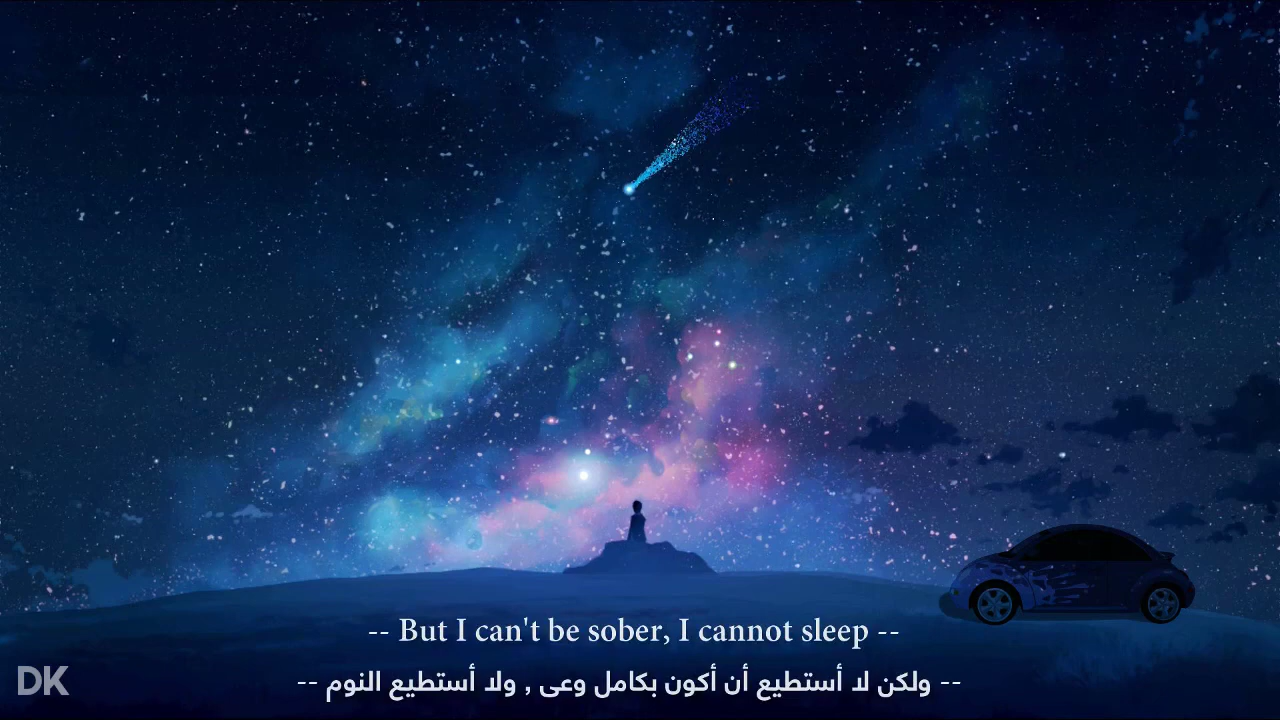 -- But I can't be sober, I cannot sleep --
-- ولكن لا أستطيع أن أكون بكامل وعى , ولا أستطيع النوم --
DK